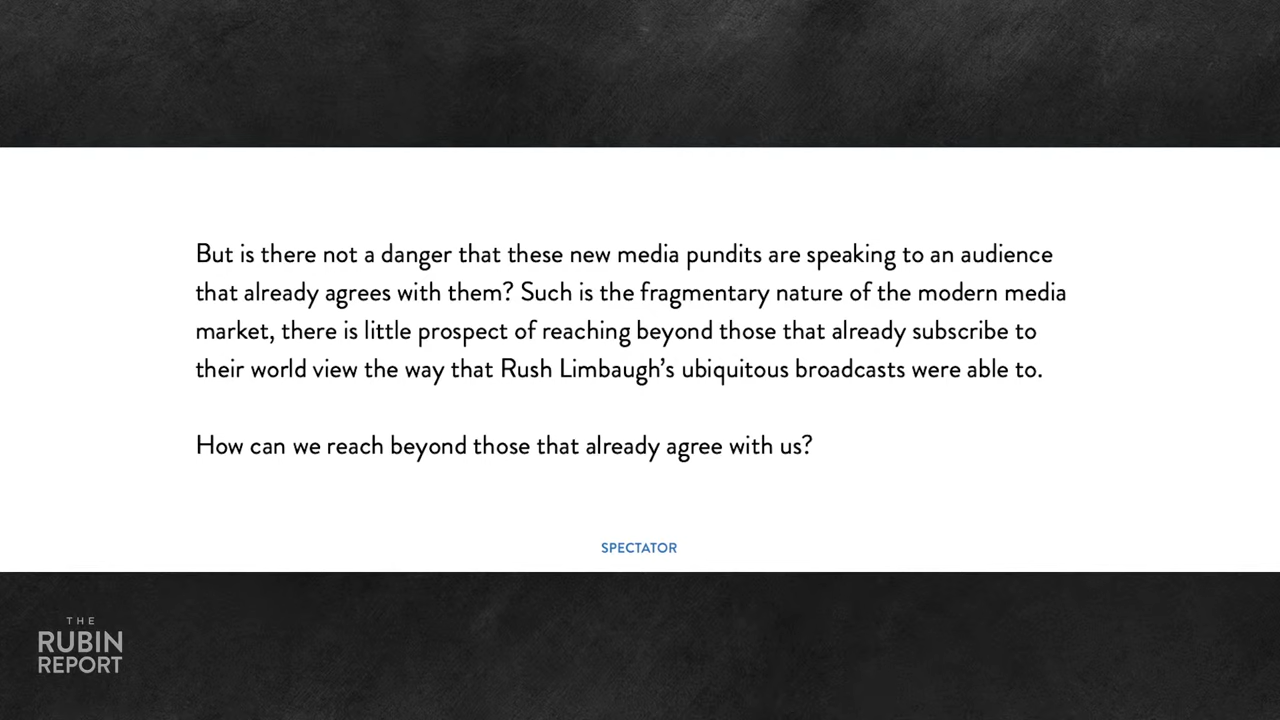 But is there not a danger that these new media pundits are speaking to an audience
that already agrees with them? Such is the fragmentary nature of the modern media
market, there is little prospect of reaching beyond those that already subscribe to
their world view the way that Rush Limbaugh’s ubiquitous broadcasts were able to.
How can we reach beyond those that already agree with us?
SPECTATOR
THE
RUBIN
REPORT